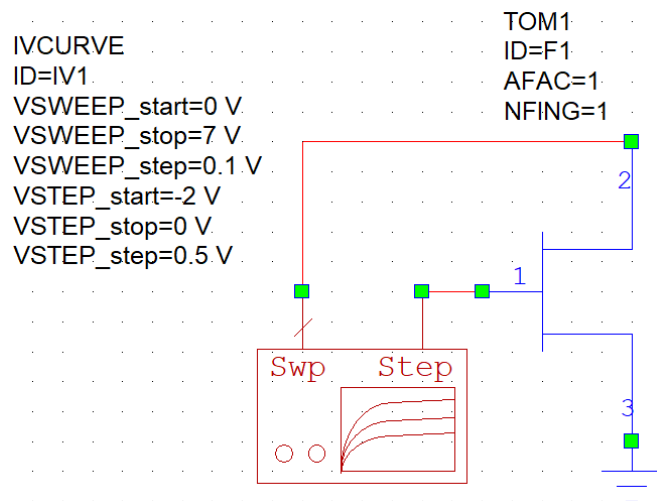 IVCURVE
ID=IV1
VSWEEP_start=0 V
VSWEEP_stop=7 V
VSWEEP_step=0.1 V
VSTEP_start=-2 V
VSTEP_stop=0 V
VSTEP_step=0.5 V
TOM1
ID=F1
AFAC=1
NFING=1
2
1
3
Swp Step